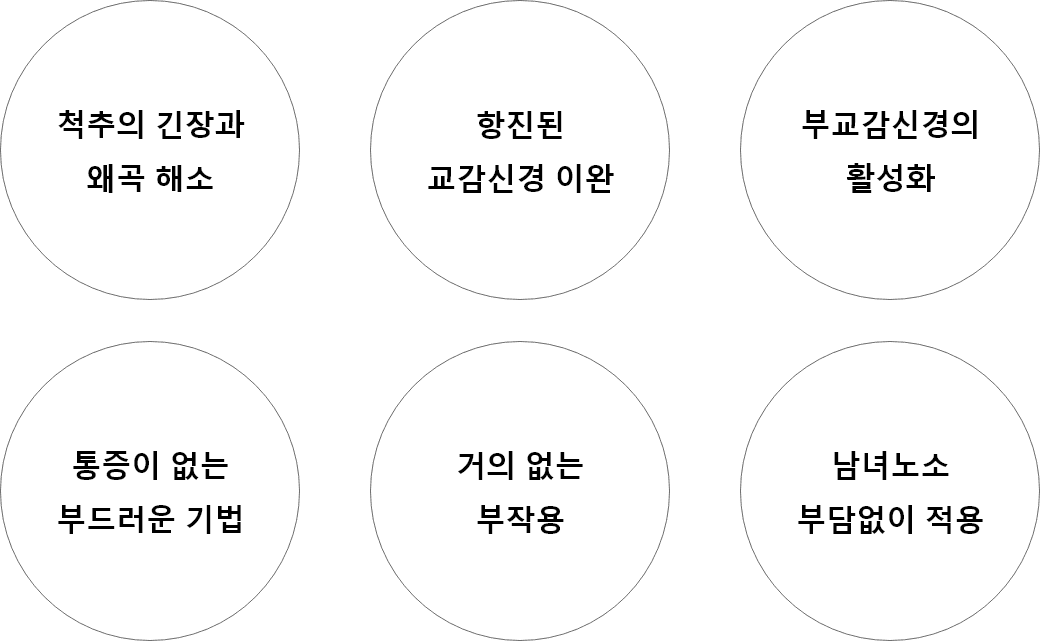 척추의 긴장과
왜곡 해소
항진된
교감신경 이완
부교감신경의
활성화
통증이 없는
부드러운 기법
거의 없는
부작용
남녀노소
부담없이 적용